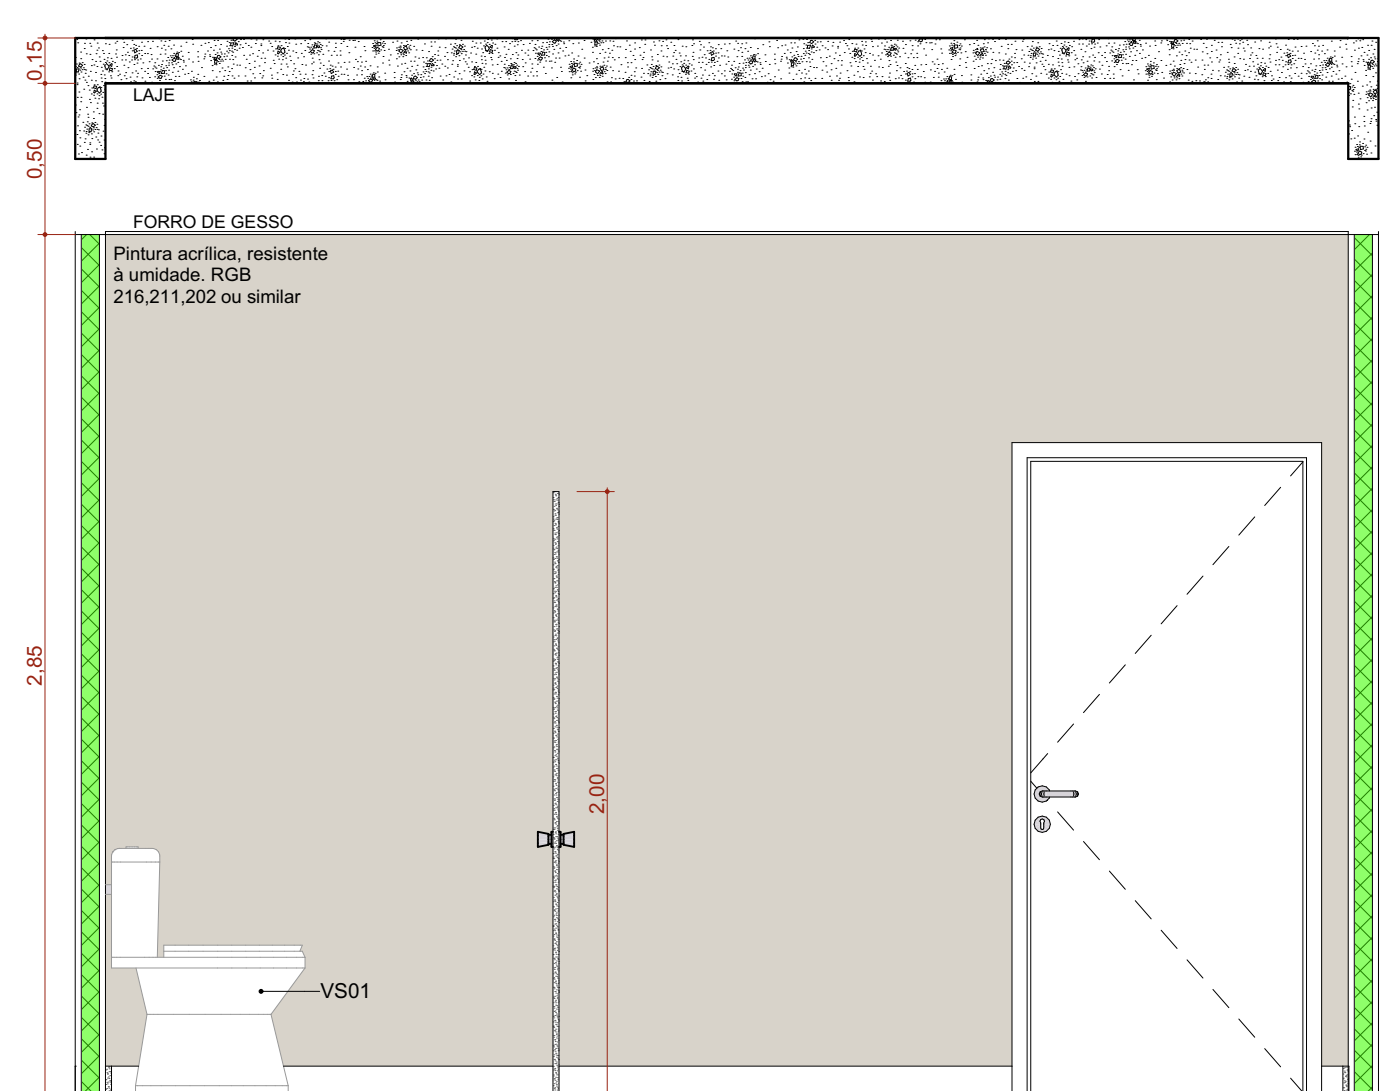 0,15
LAJE
0,50
FORRO DE GESSO
Pintura acrílica, resistente
à umidade. RGB
216,211,202 ou similar
2,85
2,00
VS01